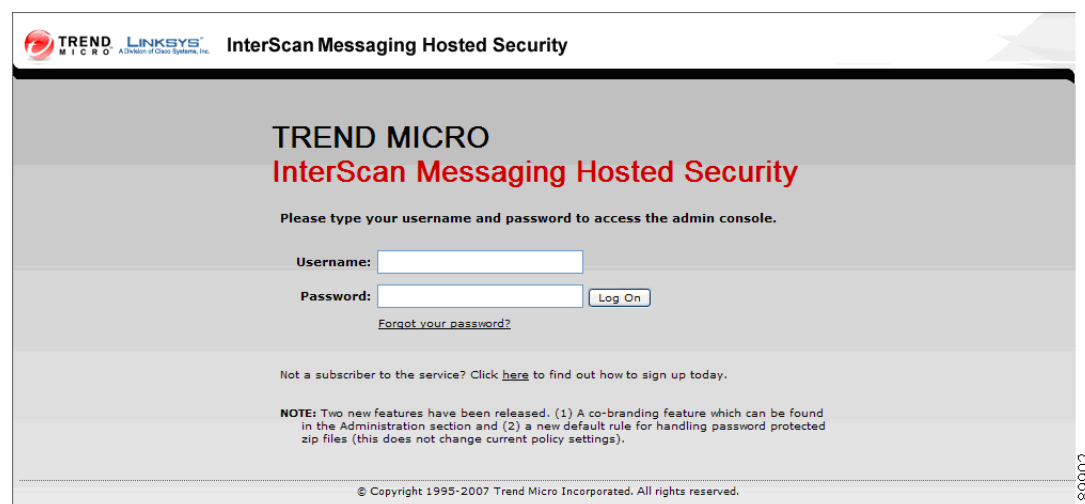 TREND MICRO LINKSYS® A Division of Cisco Systems, Inc. InterScan Messaging Hosted Security
TREND MICRO
InterScan Messaging Hosted Security
Please type your username and password to access the admin console.
Username:
Password: Log On
Forgot your password?
Not a subscriber to the service? Click here to find out how to sign up today.
NOTE: Two new features have been released. (1) A co-branding feature which can be found
in the Administration section and (2) a new default rule for handling password protected
zip files (this does not change current policy settings).
© Copyright 1995-2007 Trend Micro Incorporated. All rights reserved.